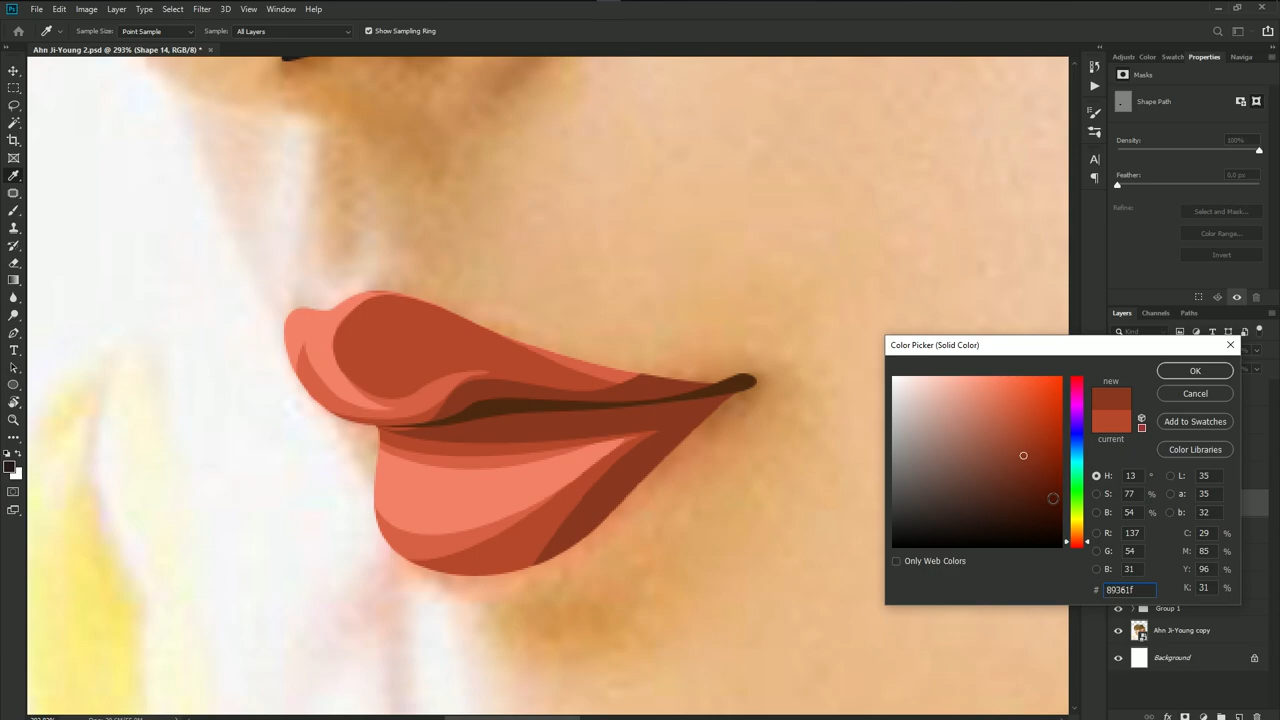 Ps File Edit Image Layer Type Select Filter 3D View Window Help
Sample Size: Point Sample Sample: All Layers Show Sampling Ring
Ahn Ji-Young 2.psd @ 293% (Shape 14, RGB/8) * ×
Adjustr Color Swatch Properties Naviga
Masks
Shape Path
Density: 100%
Feather: 0,0 px
Refine: Select and Mask...
Color Range...
Invert
Layers Channels Paths
Kind
Color Picker (Solid Color)
new
current
OK
Cancel
Add to Swatches
Color Libraries
H: 13 ° L: 35
S: 77 % a: 35
B: 54 % b: 32
R: 137 C: 29 %
G: 54 M: 85 %
B: 31 Y: 96 %
# 89361f K: 31 %
Only Web Colors
Group 1
Ahn Ji-Young copy
Background
fx